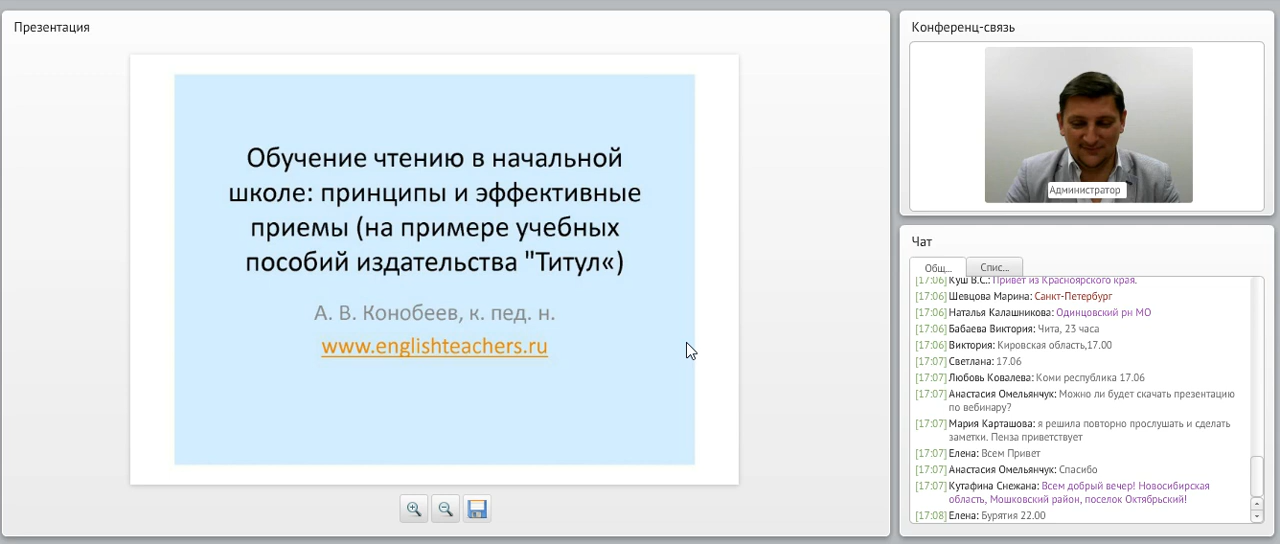 Презентация
Обучение чтению в начальной
школе: принципы и эффективные
приемы (на примере учебных
пособий издательства "Титул«)
А. В. Конобеев, к. пед. н.
www.englishteachers.ru
Конференц-связь
Администратор
Чат
Общ...
Спис...
[17:06] Куш В.С.: Привет из Красноярского края.
[17:06] Шевцова Марина: Санкт-Петербург
[17:06] Наталья Калашникова: Одинцовский рн МО
[17:06] Бабаева Виктория: Чита, 23 часа
[17:06] Виктория: Кировская область,17.00
[17:07] Светлана: 17.06
[17:07] Любовь Ковалева: Коми республика 17.06
[17:07] Анастасия Омельянчук: Можно ли будет скачать презентацию
по вебинару?
[17:07] Мария Карташова: я решила повторно прослушать и сделать
заметки. Пенза приветствует
[17:07] Елена: Всем Привет
[17:07] Анастасия Омельянчук: Спасибо
[17:07] Кутафина Снежана: Всем добрый вечер! Новосибирская
область, Мошковский район, поселок Октябрьский!
[17:08] Елена: Бурятия 22.00